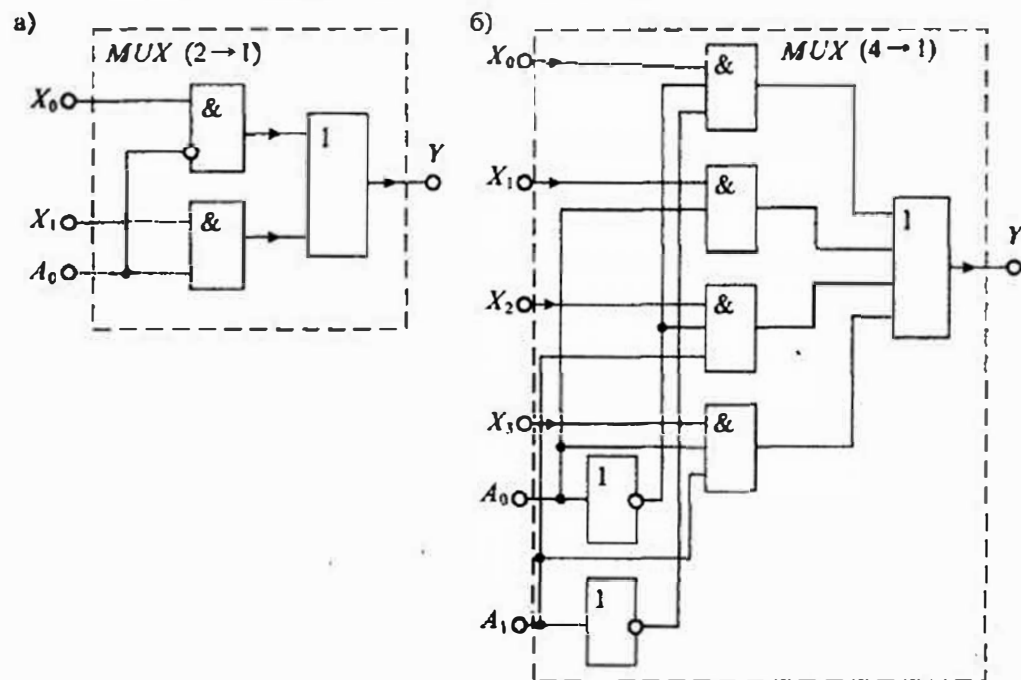 а)
MUX (2→1)
X₀
&
1
Y
X₁
&
A₀
б)
MUX (4→1)
X₀
&
X₁
&
1
Y
X₂
&
X₃
&
A₀
1
A₁
1